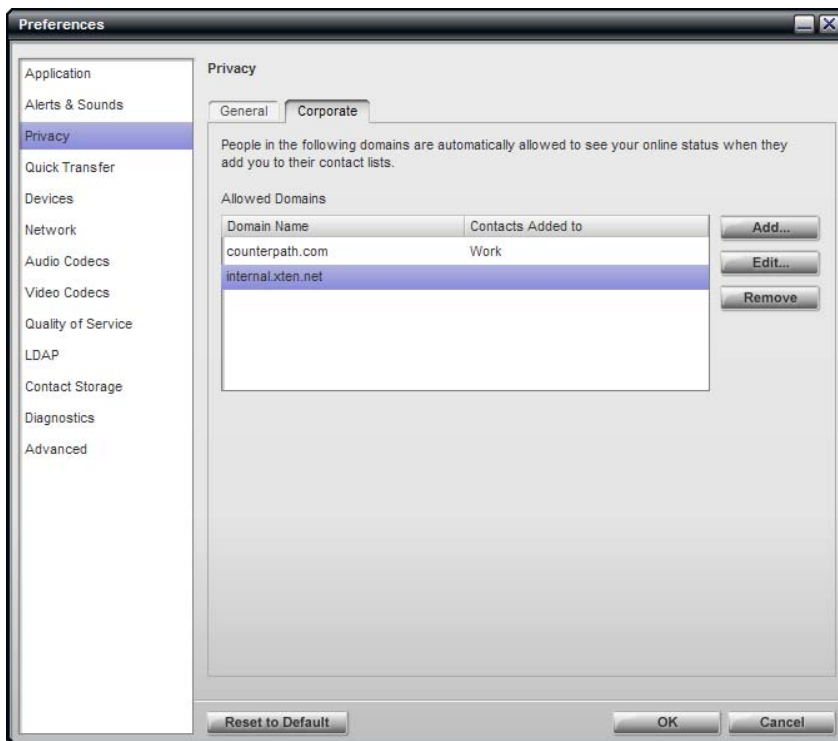 Preferences
Application
Alerts & Sounds
Privacy
Quick Transfer
Devices
Network
Audio Codecs
Video Codecs
Quality of Service
LDAP
Contact Storage
Diagnostics
Advanced
Privacy
General Corporate
People in the following domains are automatically allowed to see your online status when they
add you to their contact lists.
Allowed Domains
Domain Name Contacts Added to
counterpath.com Work
internal.xten.net
Add...
Edit...
Remove
Reset to Default OK Cancel